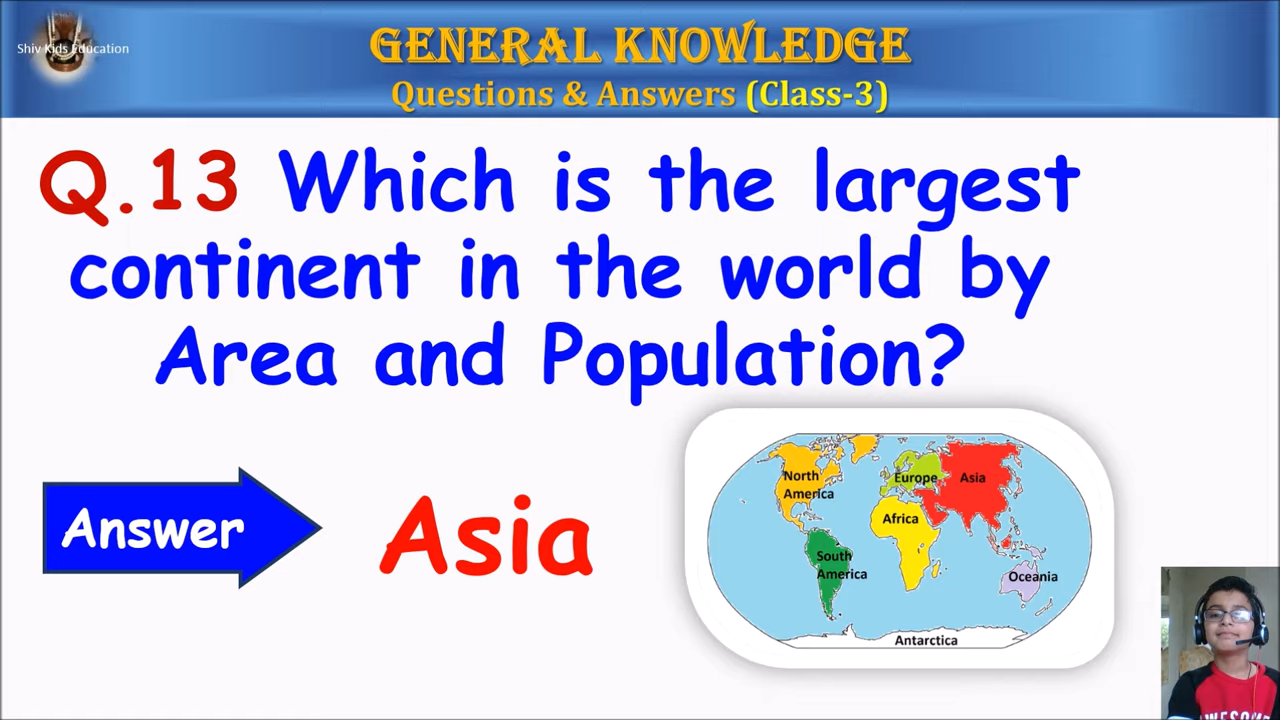 Shiv Kids Education
GENERAL KNOWLEDGE
Questions & Answers (Class-3)
Q.13 Which is the largest
continent in the world by
Area and Population?
Answer
Asia
North
America
Europe
Asia
Africa
South
America
Oceania
Antarctica
AWESOME